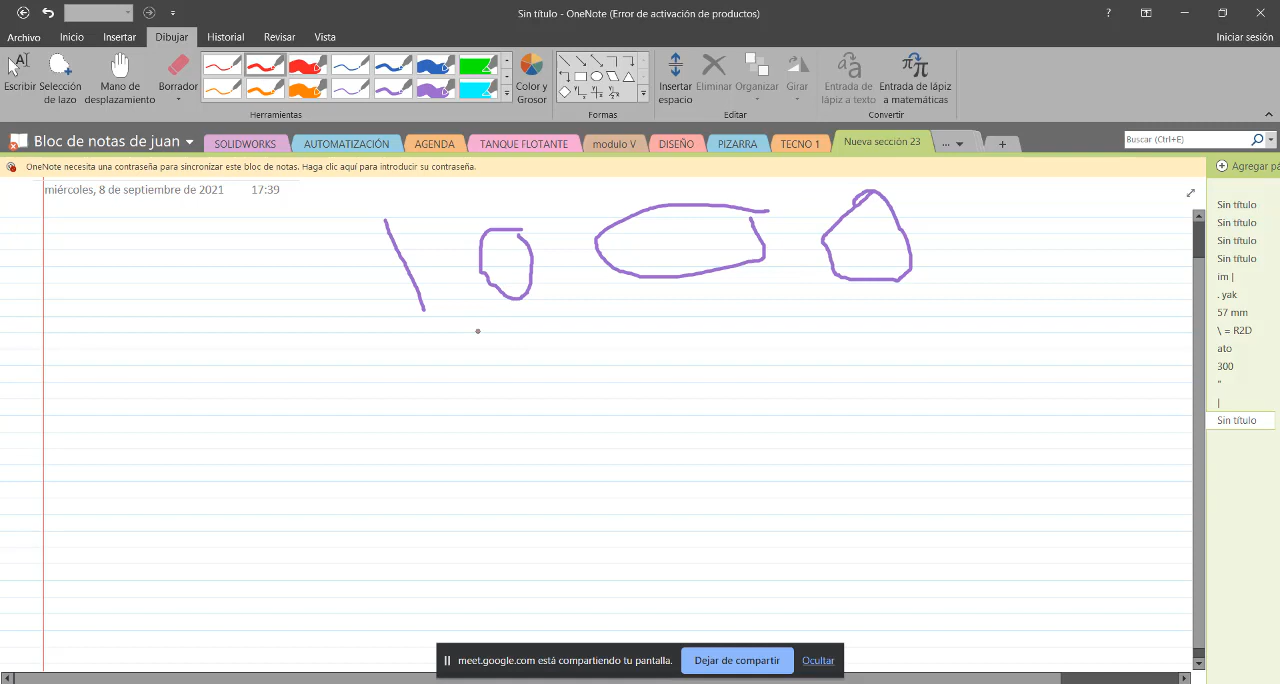 Sin título - OneNote (Error de activación de productos)
?
Archivo Inicio Insertar Dibujar Historial Revisar Vista
Iniciar sesión
Escribir
Selección de lazo
Mano de desplazamiento
Borrador
Color y Grosor
Insertar espacio
Eliminar
Organizar
Girar
Entrada de lápiz a texto
Entrada de lápiz a matemáticas
Herramientas
Formas
Editar
Convertir
Bloc de notas de juan
SOLIDWORKS AUTOMATIZACIÓN AGENDA TANQUE FLOTANTE modulo V DISEÑO PIZARRA TECNO 1 Nueva sección 23 ... +
Buscar (Ctrl+E)
OneNote necesita una contraseña para sincronizar este bloc de notas. Haga clic aquí para introducir su contraseña.
Agregar pá
miércoles, 8 de septiembre de 2021 17:39
Sin título
Sin título
Sin título
Sin título
im |
. yak
57 mm
\ = R2D
ato
300
"
|
Sin título
meet.google.com está compartiendo tu pantalla.
Dejar de compartir
Ocultar